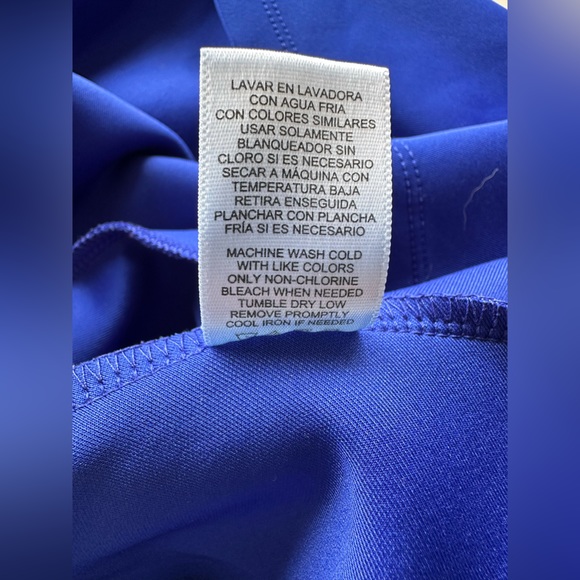 LAVAR EN LAVADORA
CON AGUA FRIA
CON COLORES SIMILARES
USAR SOLAMENTE
BLANQUEADOR SIN
CLORO SI ES NECESARIO
SECAR A MÁQUINA CON
TEMPERATURA BAJA
RETIRA ENSEGUIDA
PLANCHAR CON PLANCHA
FRÍA SI ES NECESARIO
MACHINE WASH COLD
WITH LIKE COLORS
ONLY NON-CHLORINE
BLEACH WHEN NEEDED
TUMBLE DRY LOW
REMOVE PROMPTLY
COOL IRON IF NEEDED